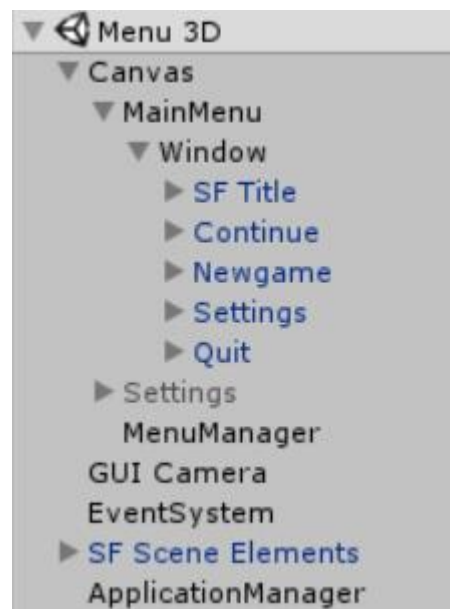 Menu 3D
Canvas
MainMenu
Window
SF Title
Continue
Newgame
Settings
Quit
Settings
MenuManager
GUI Camera
EventSystem
SF Scene Elements
ApplicationManager